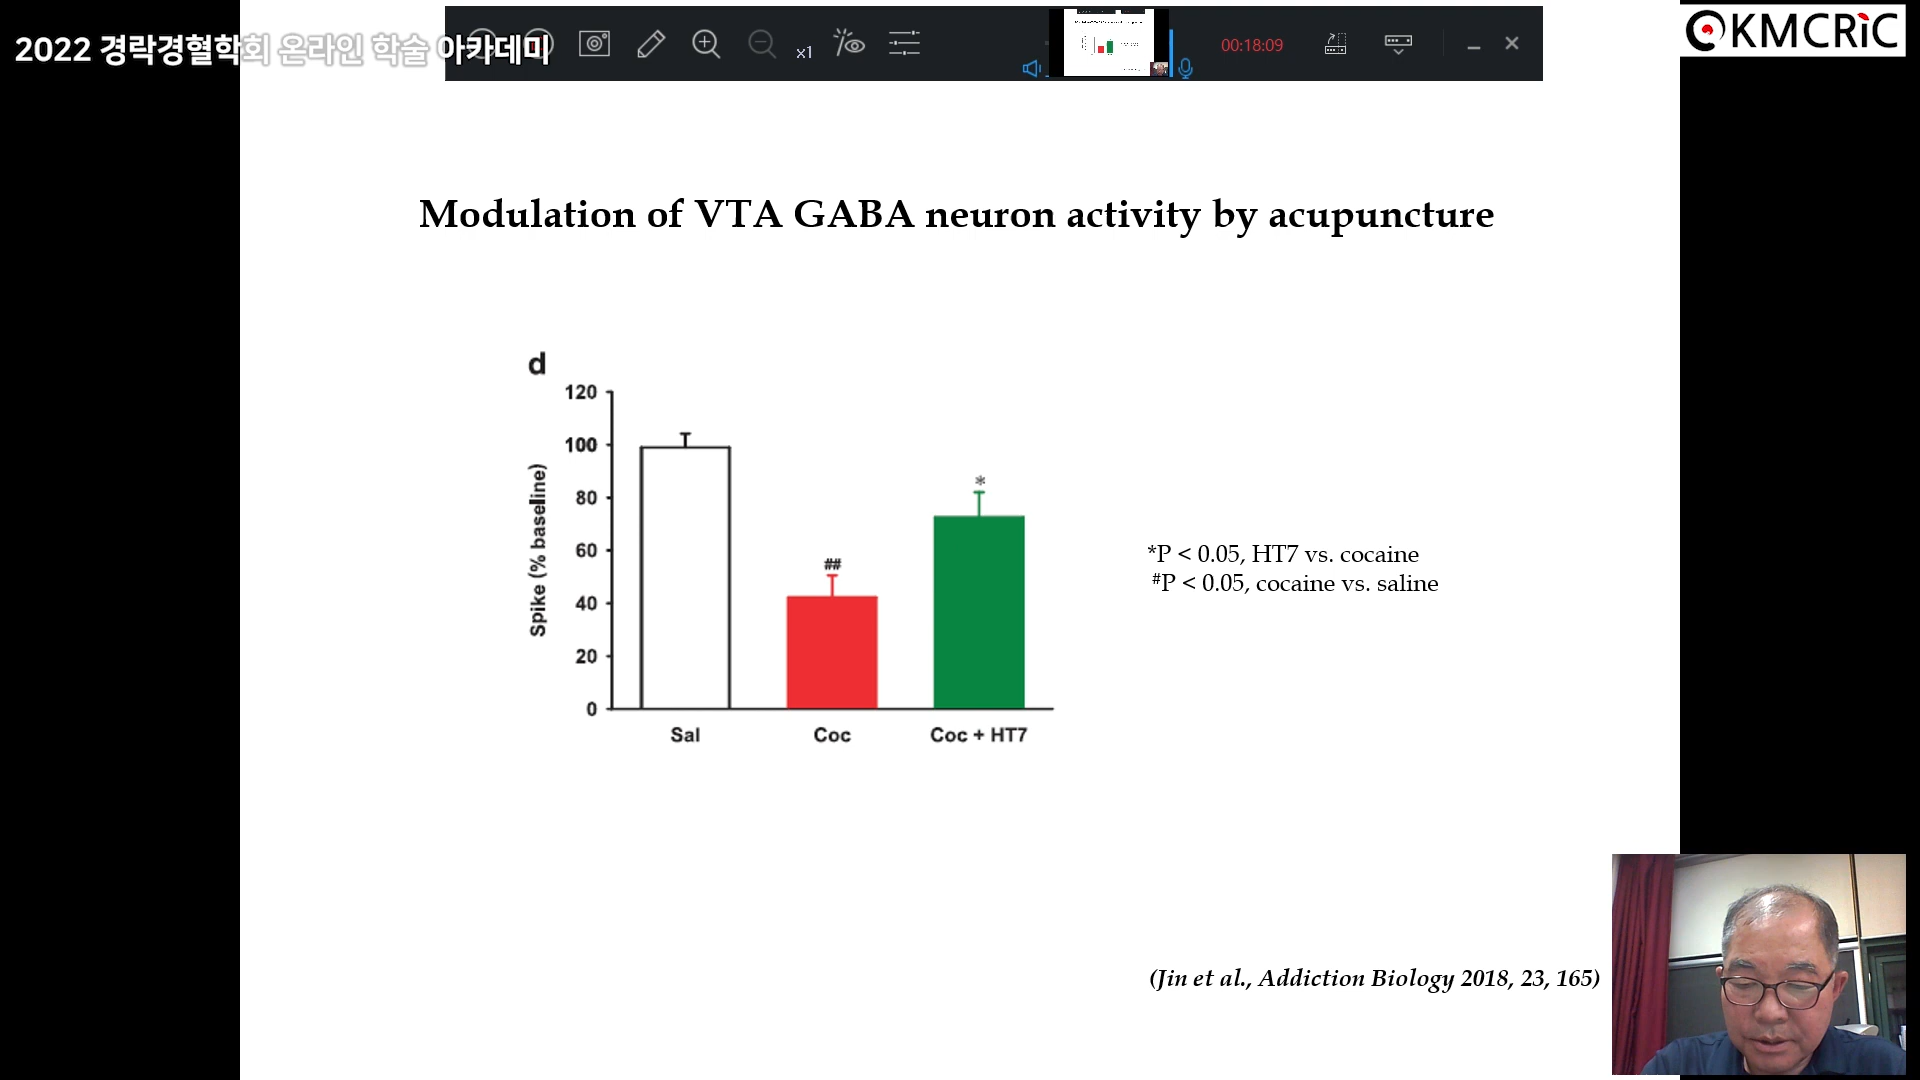 2022 경락경혈학회 온라인 학술 아카데미
x1
00:18:09
KMCRiC
Modulation of VTA GABA neuron activity by acupuncture
d
120
100
80
60
40
20
0
Spike (% baseline)
##
*
Sal
Coc
Coc + HT7
*P < 0.05, HT7 vs. cocaine
#P < 0.05, cocaine vs. saline
(Jin et al., Addiction Biology 2018, 23, 165)